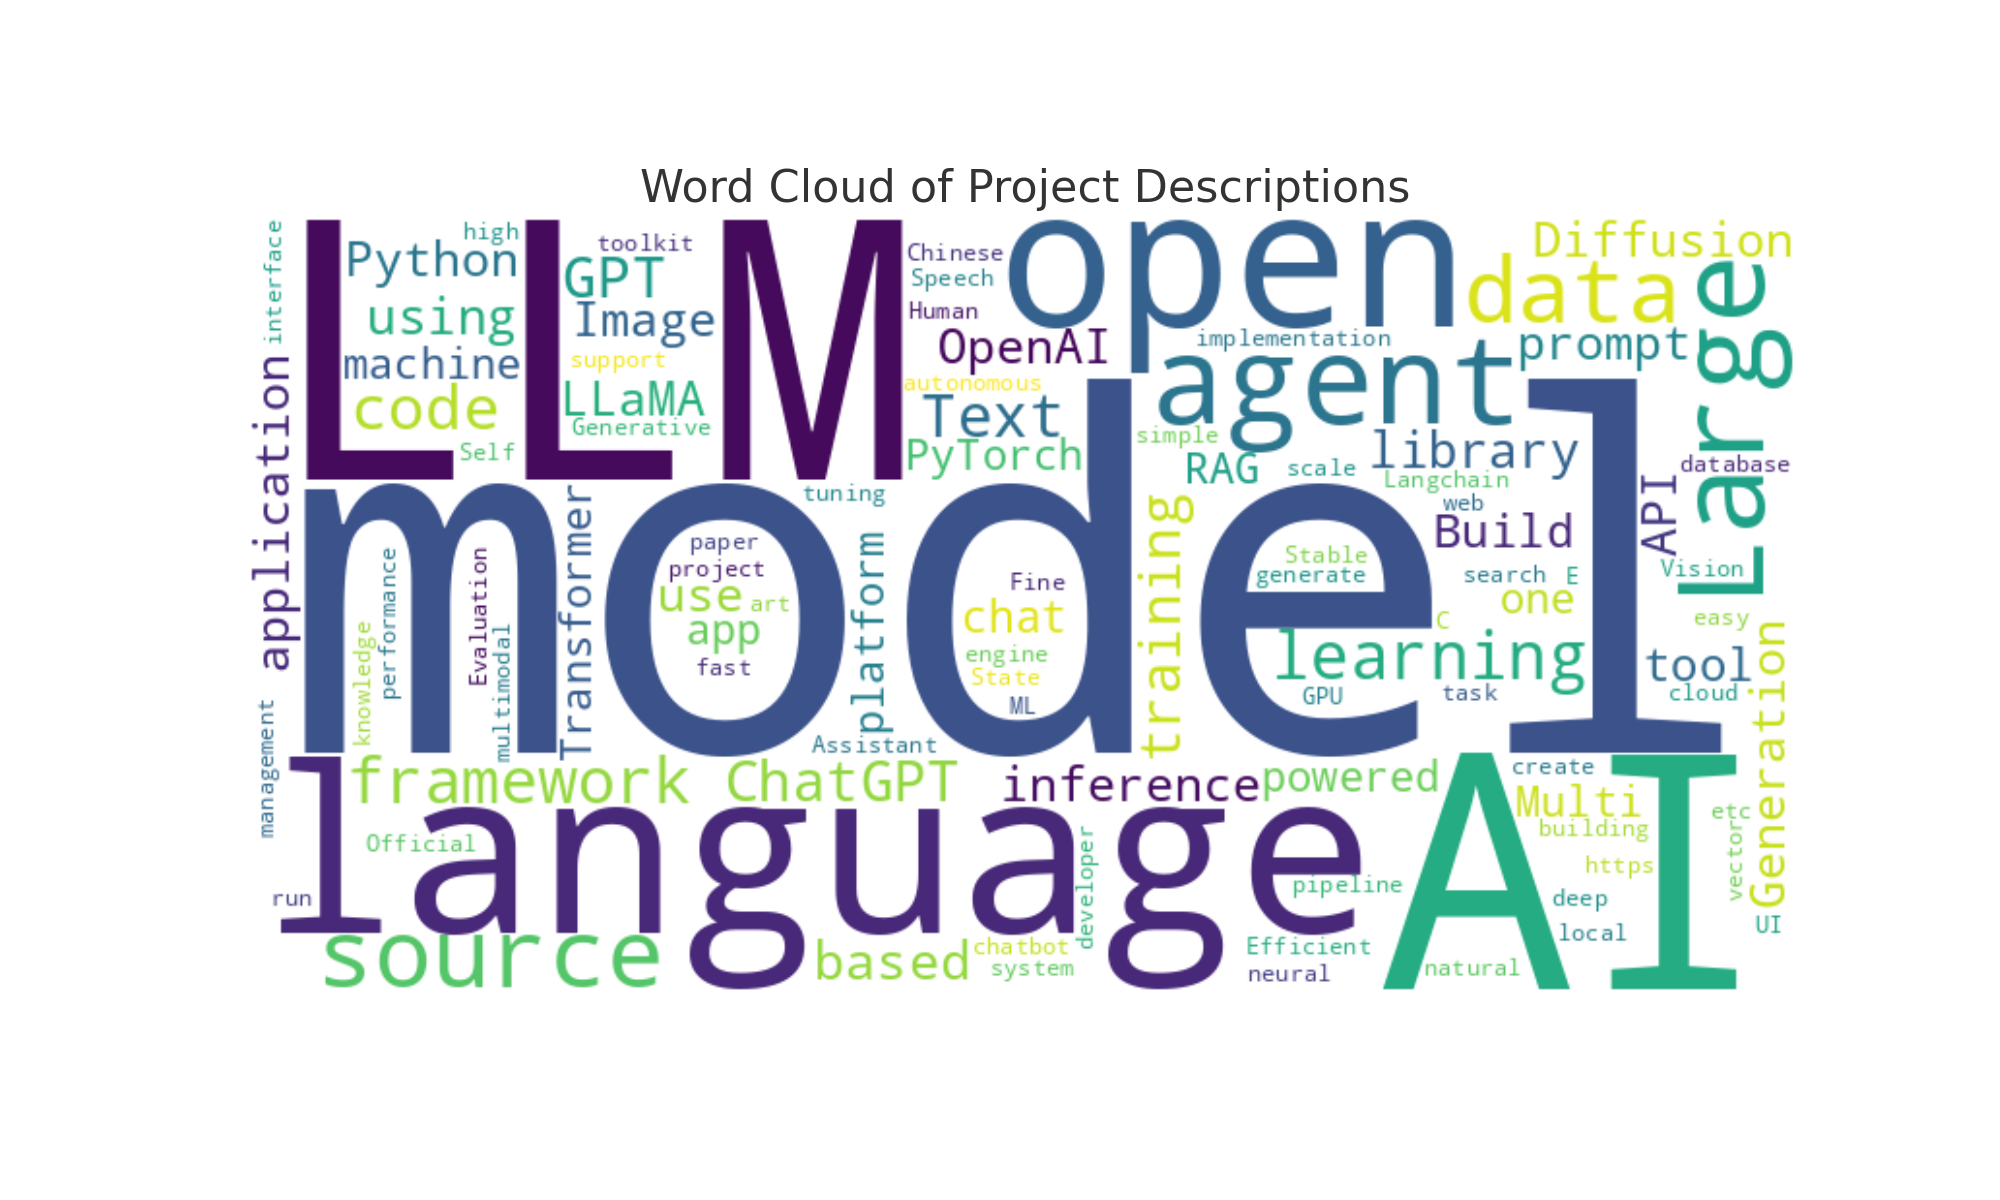 Word Cloud of Project Descriptions
interface
high
Python
using
machine
code
Self
LLM
toolkit
GPT
Image
support
LLaMA
Generative
Chinese
Speech
Human
OpenAI
autonomous
Text
PyTorch
open
implementation
agent
Diffusion
data
prompt
Large
simple
RAG
scale
library
Langchain
web
Build
API
database
application
model
knowledge
performance
Evaluation
multimodal
Transformer
tuning
paper
project
use
art
app
fast
platform
Fine
chat
engine
State
ML
Assistant
training
Stable
generate
search
E
one
C
learning
GPU
task
Vision
easy
tool
cloud
Generation
management
framework
ChatGPT
inference
powered
create
Multi
building
etc
https
vector
language
Official
run
developer
pipeline
AI
deep
local
UI
source
based
chatbot
system
Efficient
neural
natural